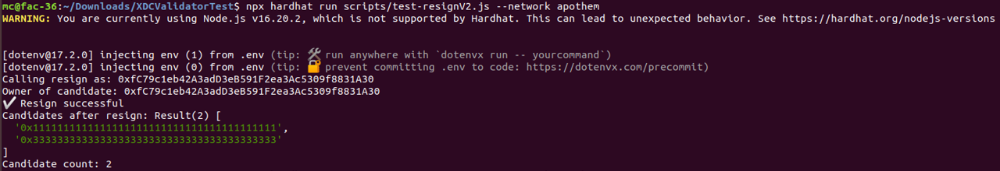 mc@fac-36:~/Downloads/XDCValidatorTest$ npx hardhat run scripts/test-resignV2.js --network apothem
WARNING: You are currently using Node.js v16.20.2, which is not supported by Hardhat. This can lead to unexpected behavior. See https://hardhat.org/nodejs-versions
[dotenv@17.2.0] injecting env (1) from .env (tip: 🛠️ run anywhere with `dotenvx run -- yourcommand`)
[dotenv@17.2.0] injecting env (0) from .env (tip: 🔐 prevent committing .env to code: https://dotenvx.com/precommit)
Calling resign as: 0xfC79c1eb42A3adD3eB591F2ea3Ac5309f8831A30
Owner of candidate: 0xfC79c1eb42A3adD3eB591F2ea3Ac5309f8831A30
✔ Resign successful
Candidates after resign: Result(2) [
'0x1111111111111111111111111111111111111111',
'0x3333333333333333333333333333333333333333'
]
Candidate count: 2